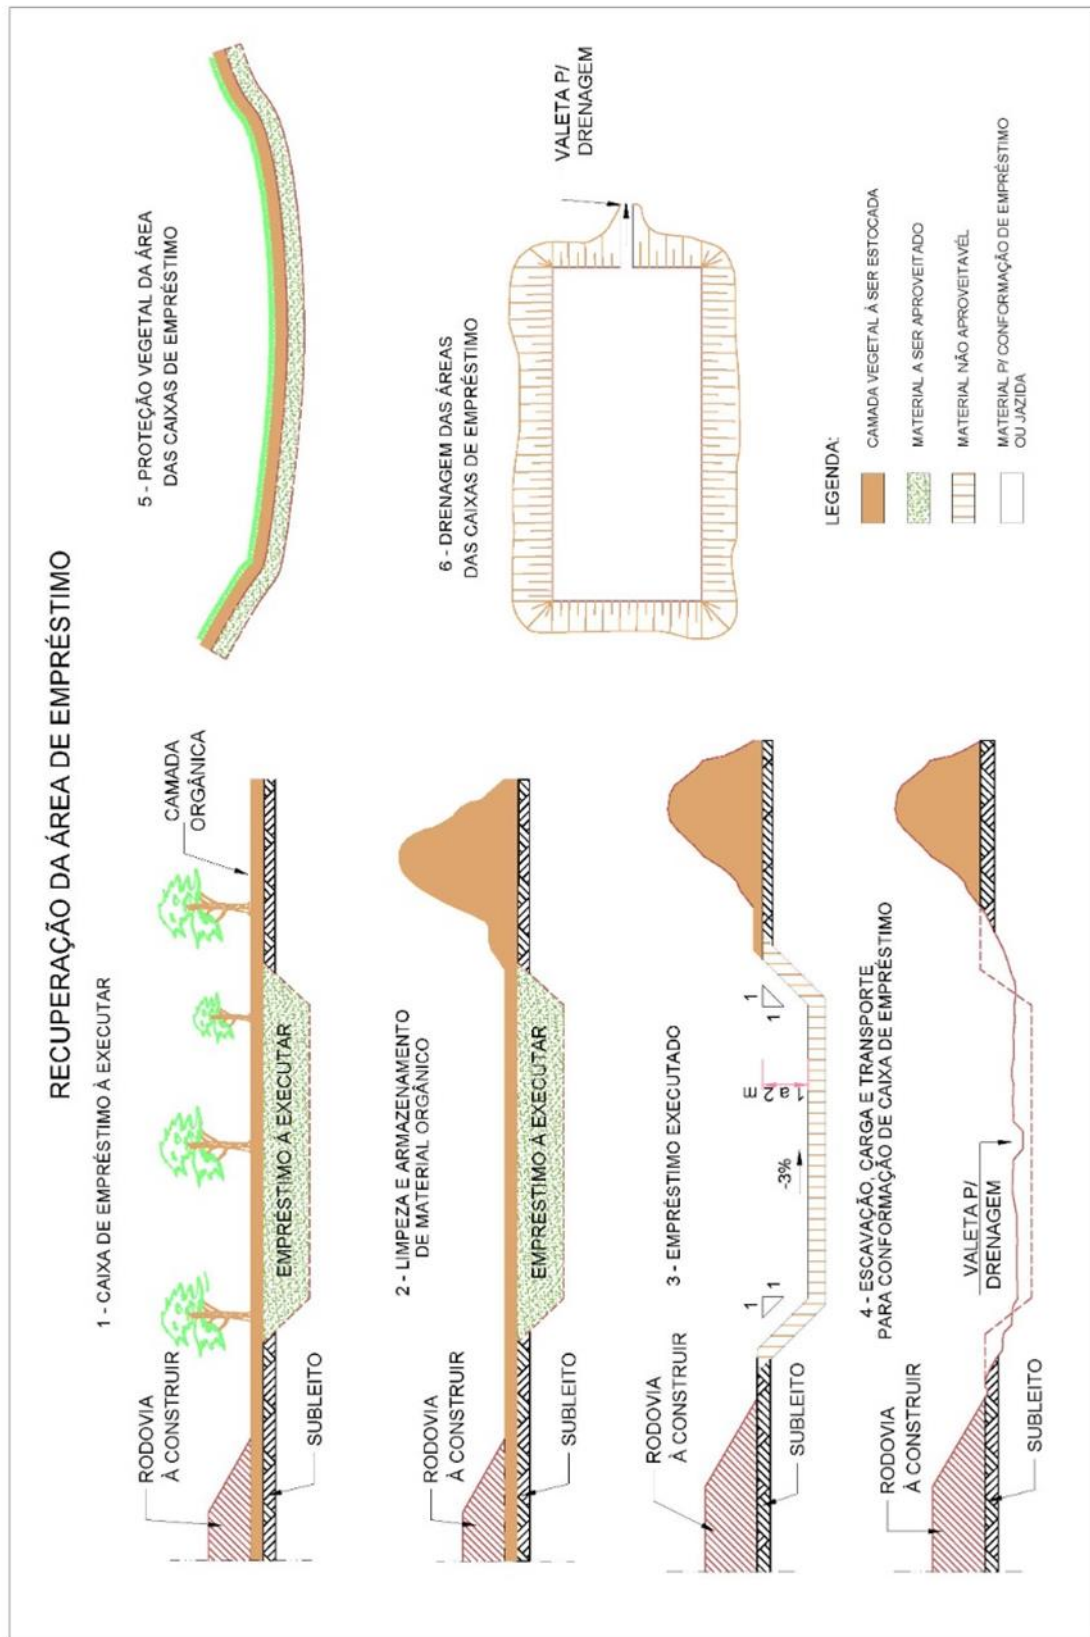 RECUPERAÇÃO DA ÁREA DE EMPRÉSTIMO
1 - CAIXA DE EMPRÉSTIMO À EXECUTAR
RODOVIA
À CONSTRUIR
CAMADA
ORGÂNICA
EMPRÉSTIMO À EXECUTAR
SUBLEITO
2 - LIMPEZA E ARMAZENAMENTO
DE MATERIAL ORGÂNICO
RODOVIA
À CONSTRUIR
EMPRÉSTIMO À EXECUTAR
SUBLEITO
3 - EMPRÉSTIMO EXECUTADO
RODOVIA
À CONSTRUIR
1
1
-3%
1 a 2 m
1
1
SUBLEITO
4 - ESCAVAÇÃO, CARGA E TRANSPORTE
PARA CONFORMAÇÃO DE CAIXA DE EMPRÉSTIMO
RODOVIA
À CONSTRUIR
VALETA P/
DRENAGEM
SUBLEITO
5 - PROTEÇÃO VEGETAL DA ÁREA
DAS CAIXAS DE EMPRÉSTIMO
6 - DRENAGEM DAS ÁREAS
DAS CAIXAS DE EMPRÉSTIMO
VALETA P/
DRENAGEM
LEGENDA:
CAMADA VEGETAL À SER ESTOCADA
MATERIAL A SER APROVEITADO
MATERIAL NÃO APROVEITAVÉL
MATERIAL P/ CONFORMAÇÃO DE EMPRÉSTIMO
OU JAZIDA